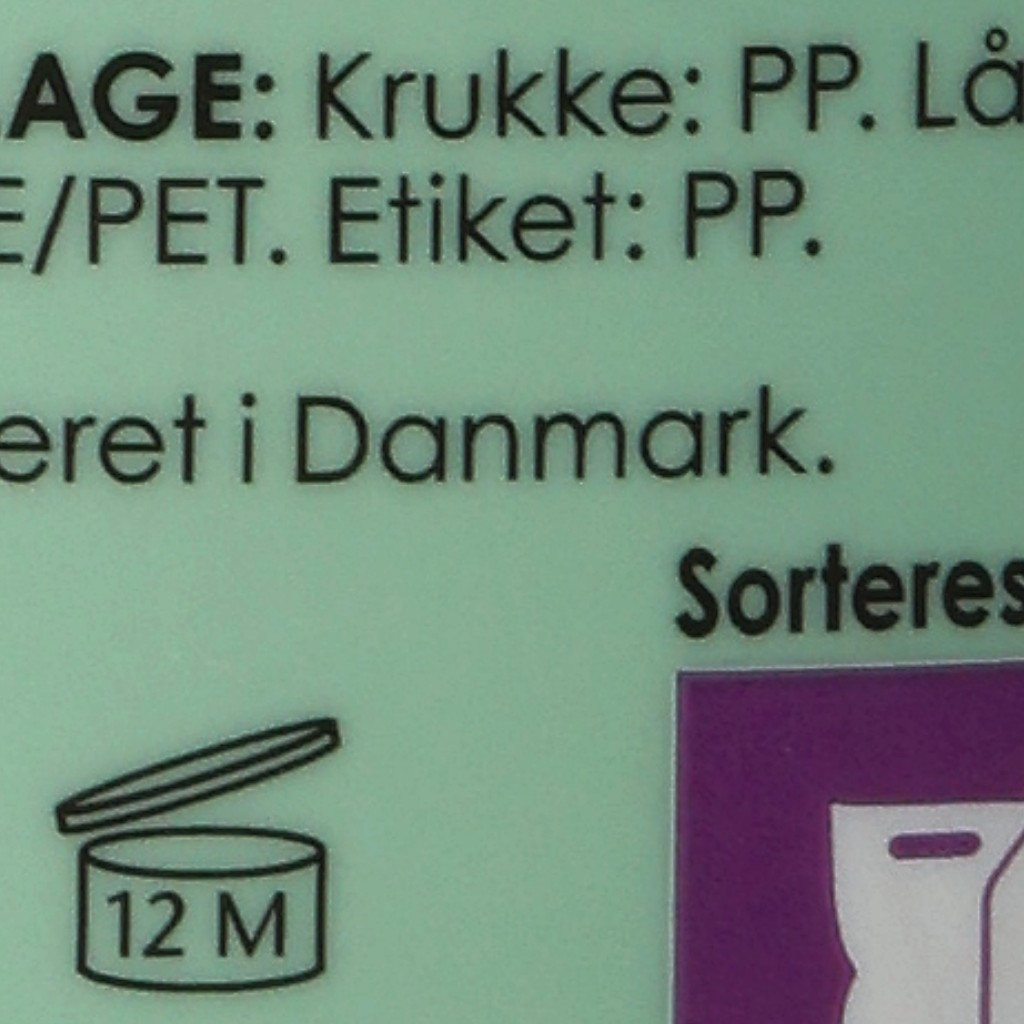 AGE: Krukke: PP. Lå
E/PET. Etiket: PP.
eret i Danmark.
Sorteres
12 M